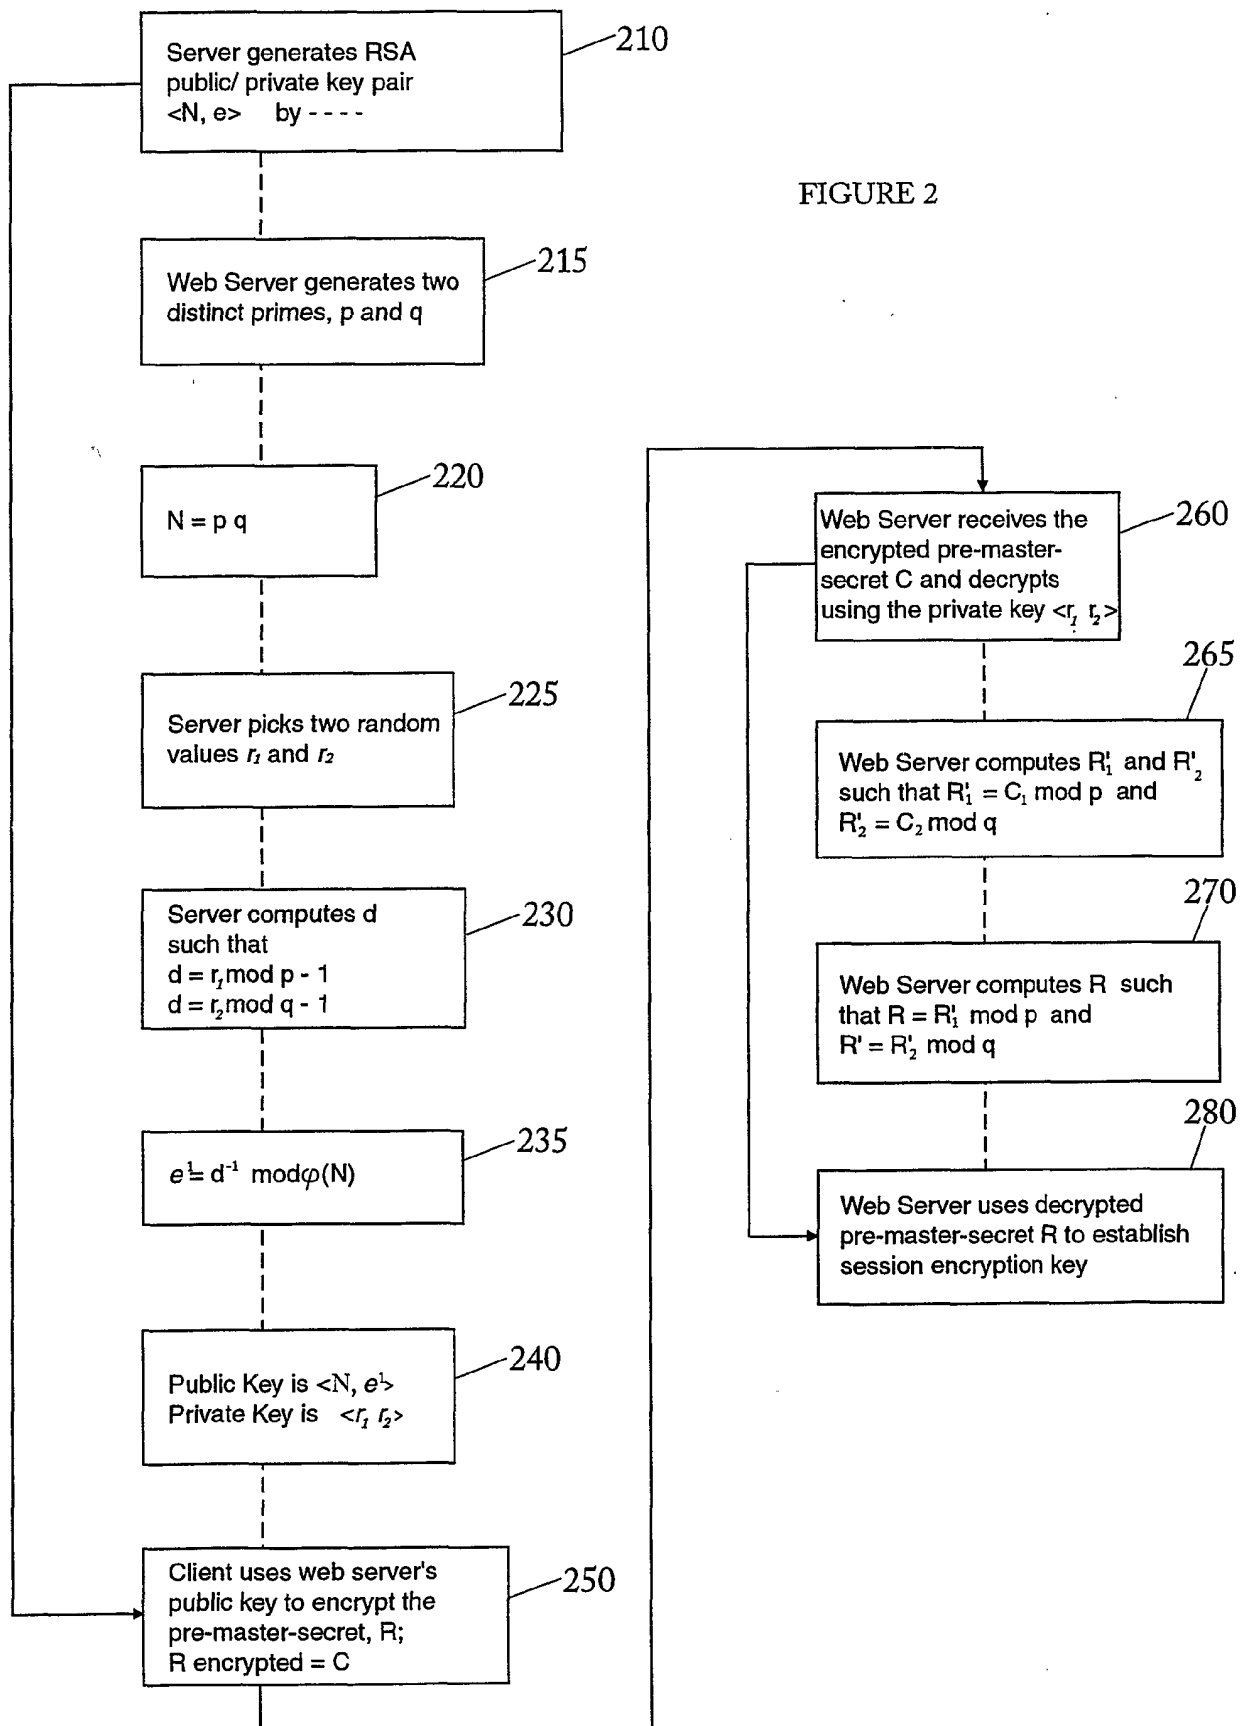 Server generates RSA
public/ private key pair
<N, e> by - - - -
210
FIGURE 2
Web Server generates two
distinct primes, p and q
215
N = p q
220
Server picks two random
values r₁ and r₂
225
Server computes d
such that
d = r₁ mod p - 1
d = r₂ mod q - 1
230
e¹= d⁻¹ modφ(N)
235
Public Key is <N, e¹>
Private Key is <r₁ r₂>
240
Client uses web server's
public key to encrypt the
pre-master-secret, R;
R encrypted = C
250
Web Server receives the
encrypted pre-master-
secret C and decrypts
using the private key <r₁ r₂>
260
Web Server computes R'₁ and R'₂
such that R'₁ = C₁ mod p and
R'₂ = C₂ mod q
265
Web Server computes R such
that R = R'₁ mod p and
R' = R'₂ mod q
270
Web Server uses decrypted
pre-master-secret R to establish
session encryption key
280